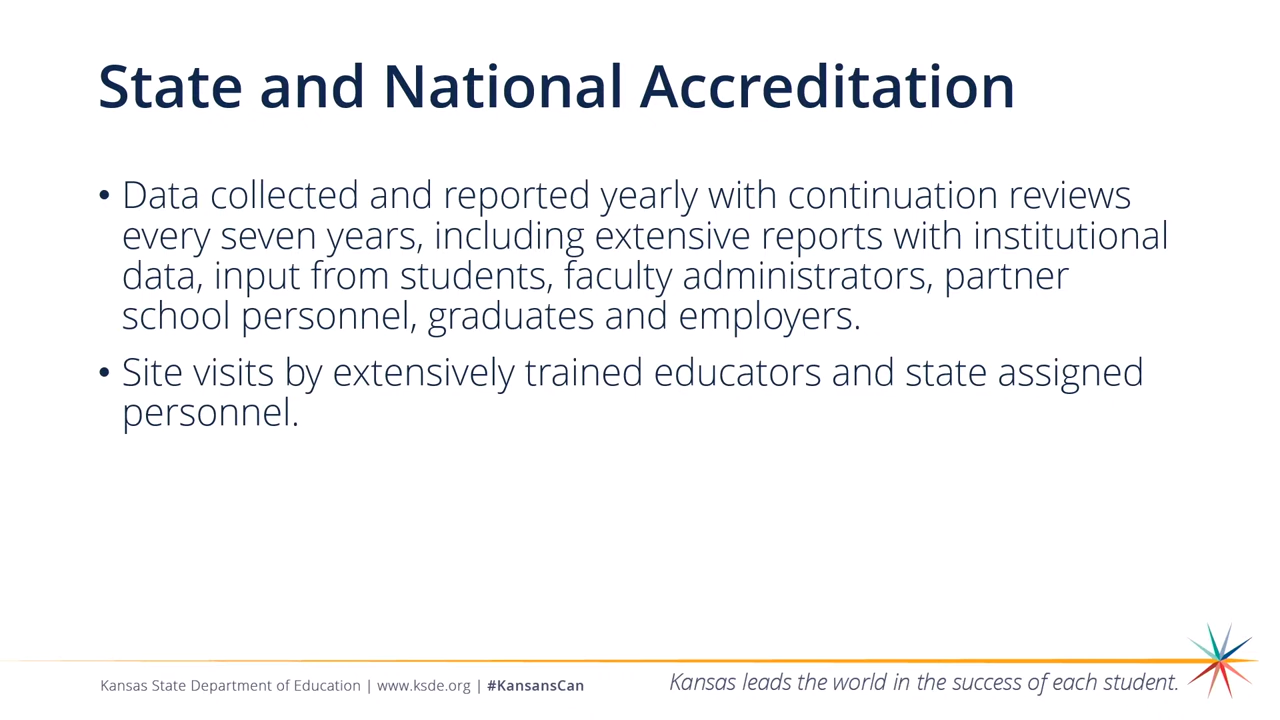 State and National Accreditation
• Data collected and reported yearly with continuation reviews
every seven years, including extensive reports with institutional
data, input from students, faculty administrators, partner
school personnel, graduates and employers.
• Site visits by extensively trained educators and state assigned
personnel.
Kansas State Department of Education | www.ksde.org | #KansansCan
Kansas leads the world in the success of each student.